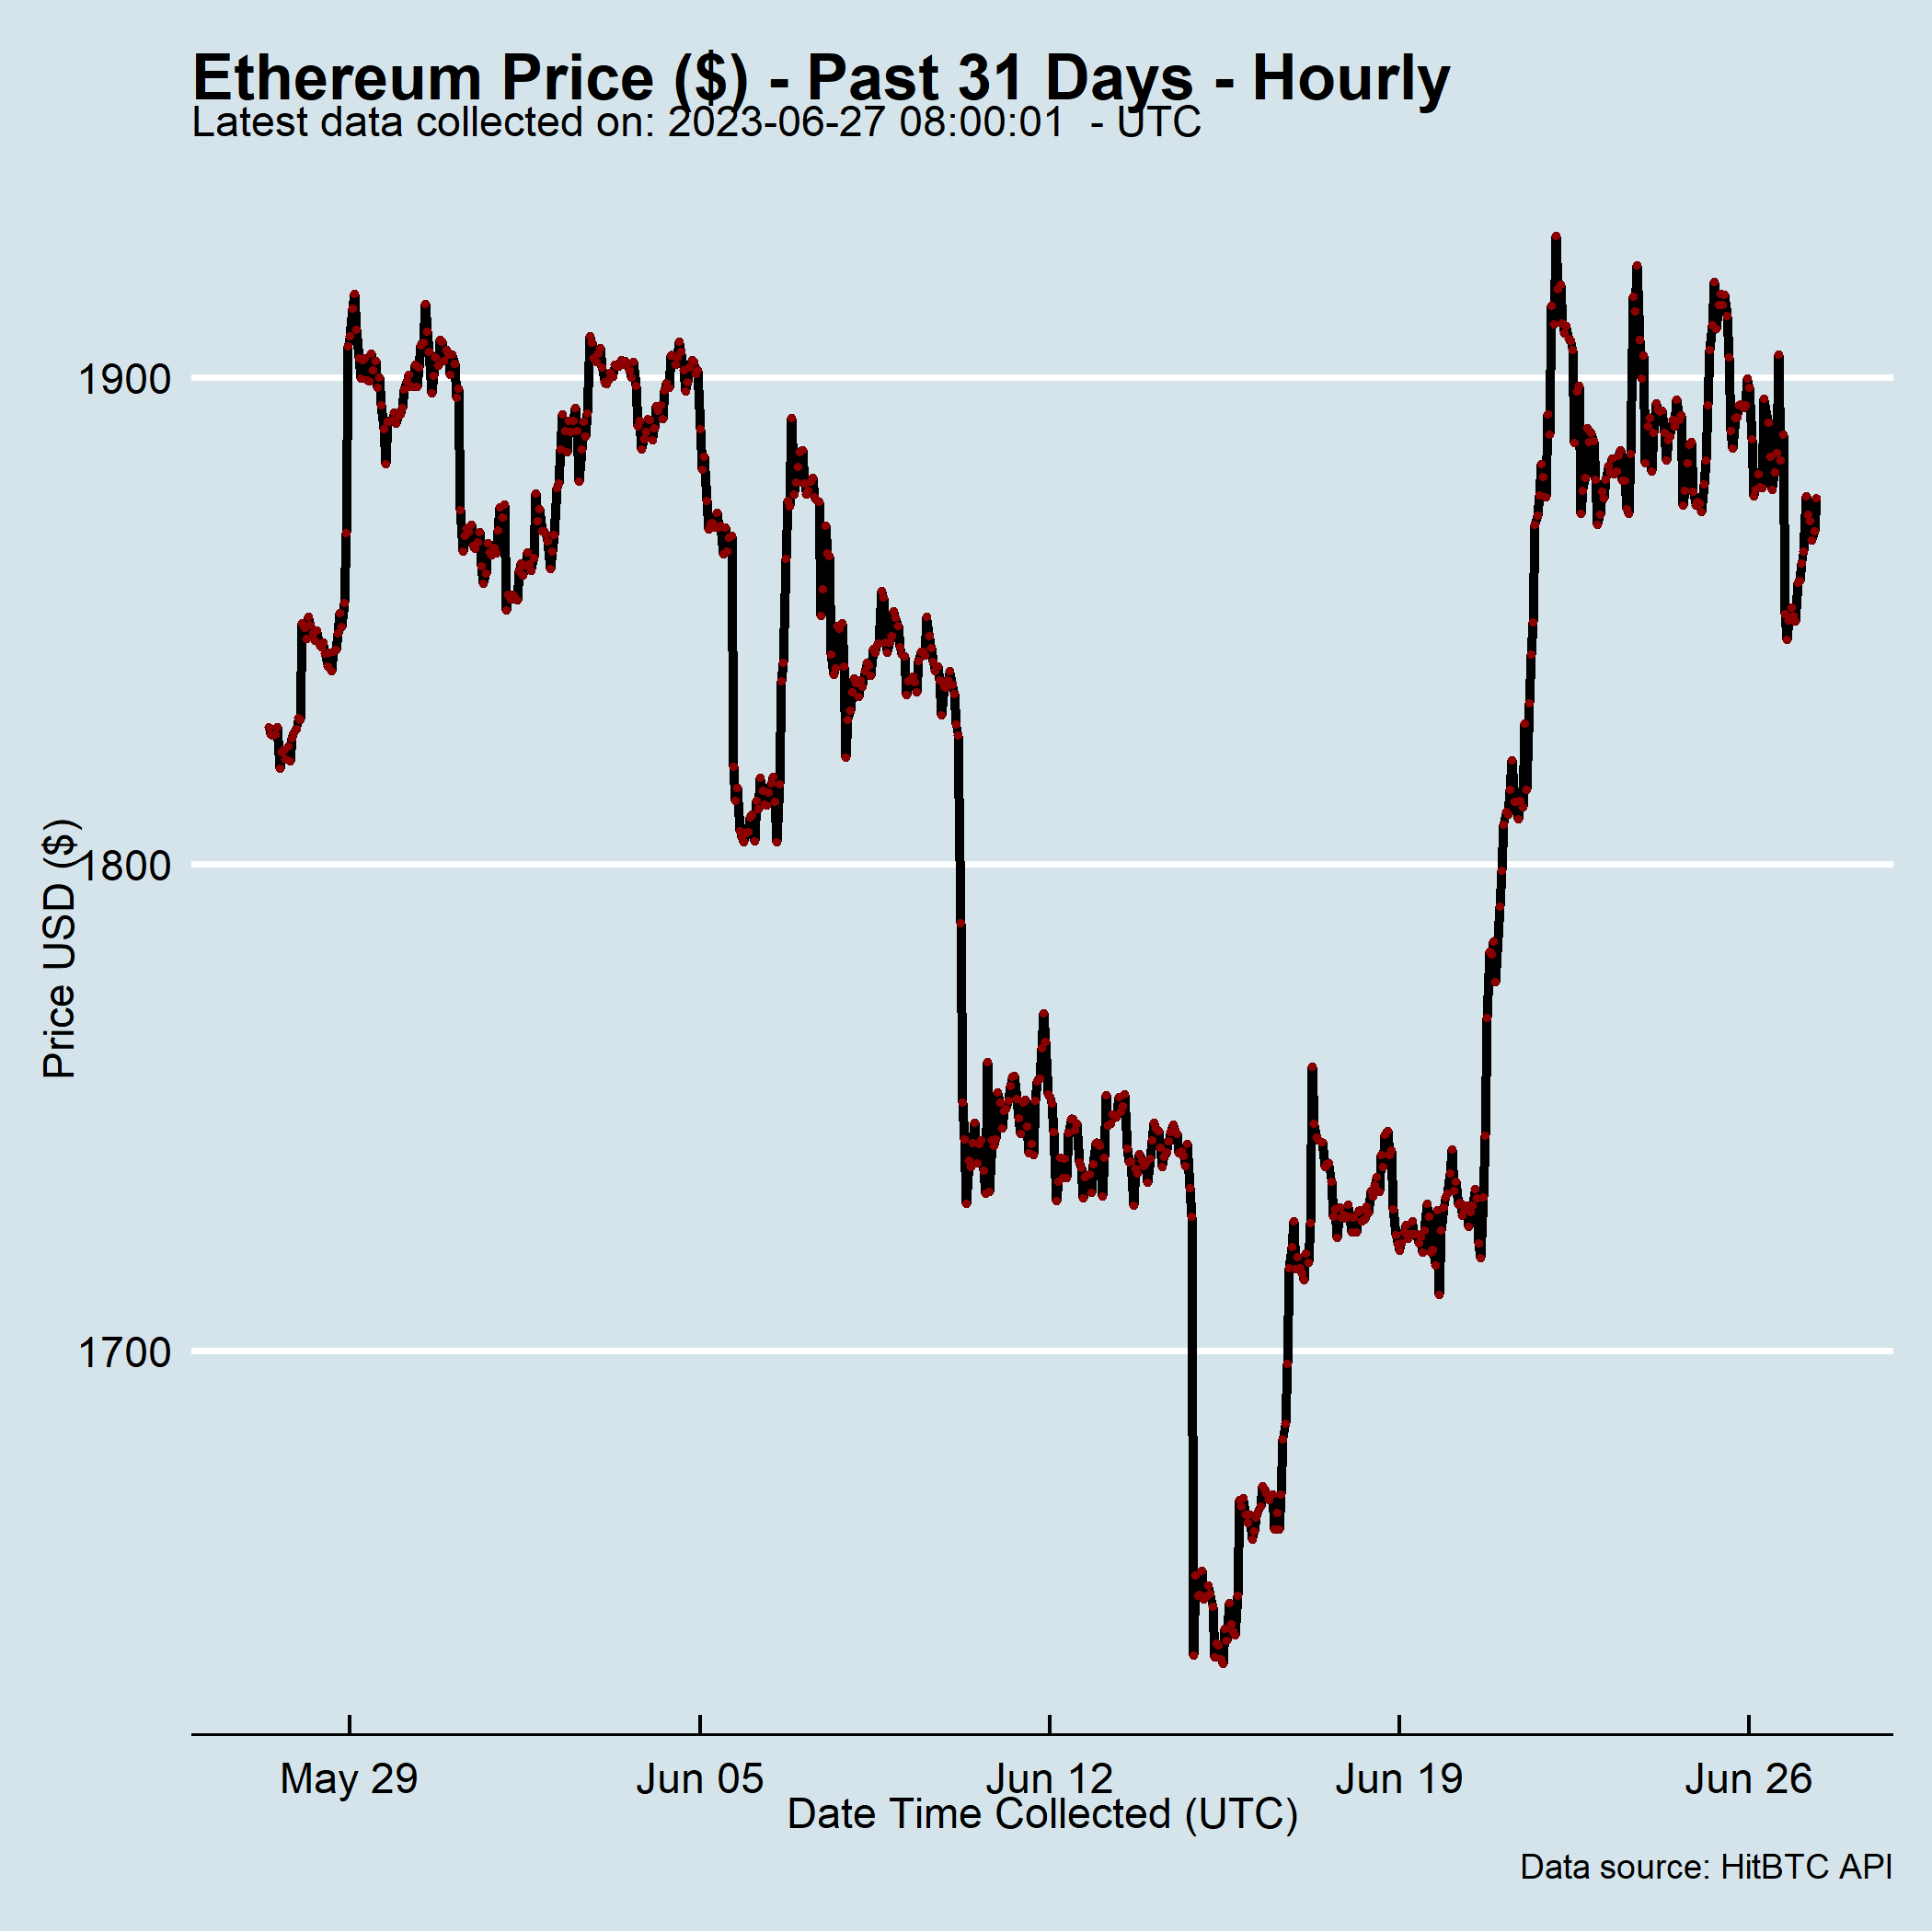 Ethereum Price ($) - Past 31 Days - Hourly
Latest data collected on: 2023-06-27 08:00:01  - UTC
1900
1800
1700
Price USD ($)
May 29
Jun 05
Jun 12
Jun 19
Jun 26
Date Time Collected (UTC)
Data source: HitBTC API